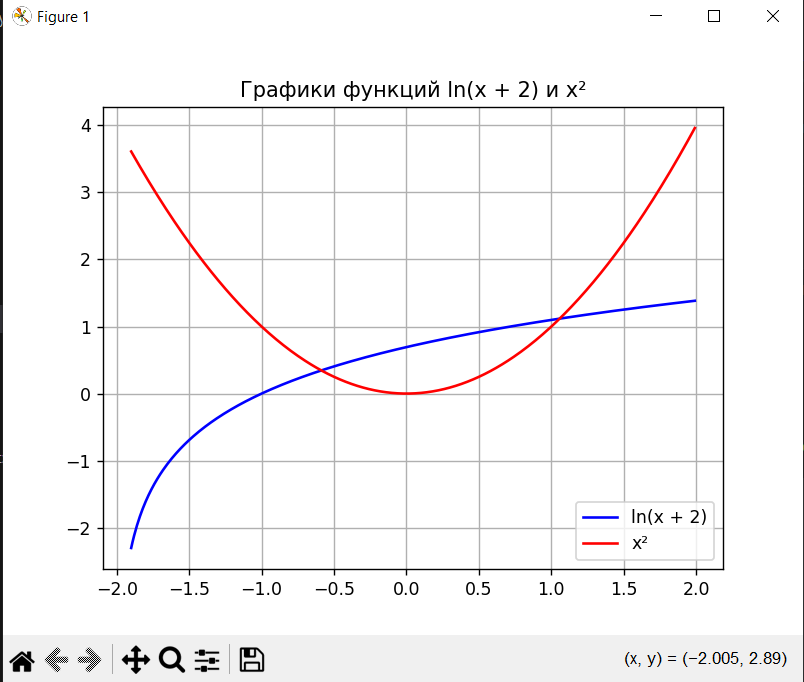 Figure 1
Графики функций ln(x + 2) и x²
4
3
2
1
0
−1
−2
ln(x + 2)
x²
−2.0 −1.5 −1.0 −0.5 0.0 0.5 1.0 1.5 2.0
(x, y) = (−2.005, 2.89)